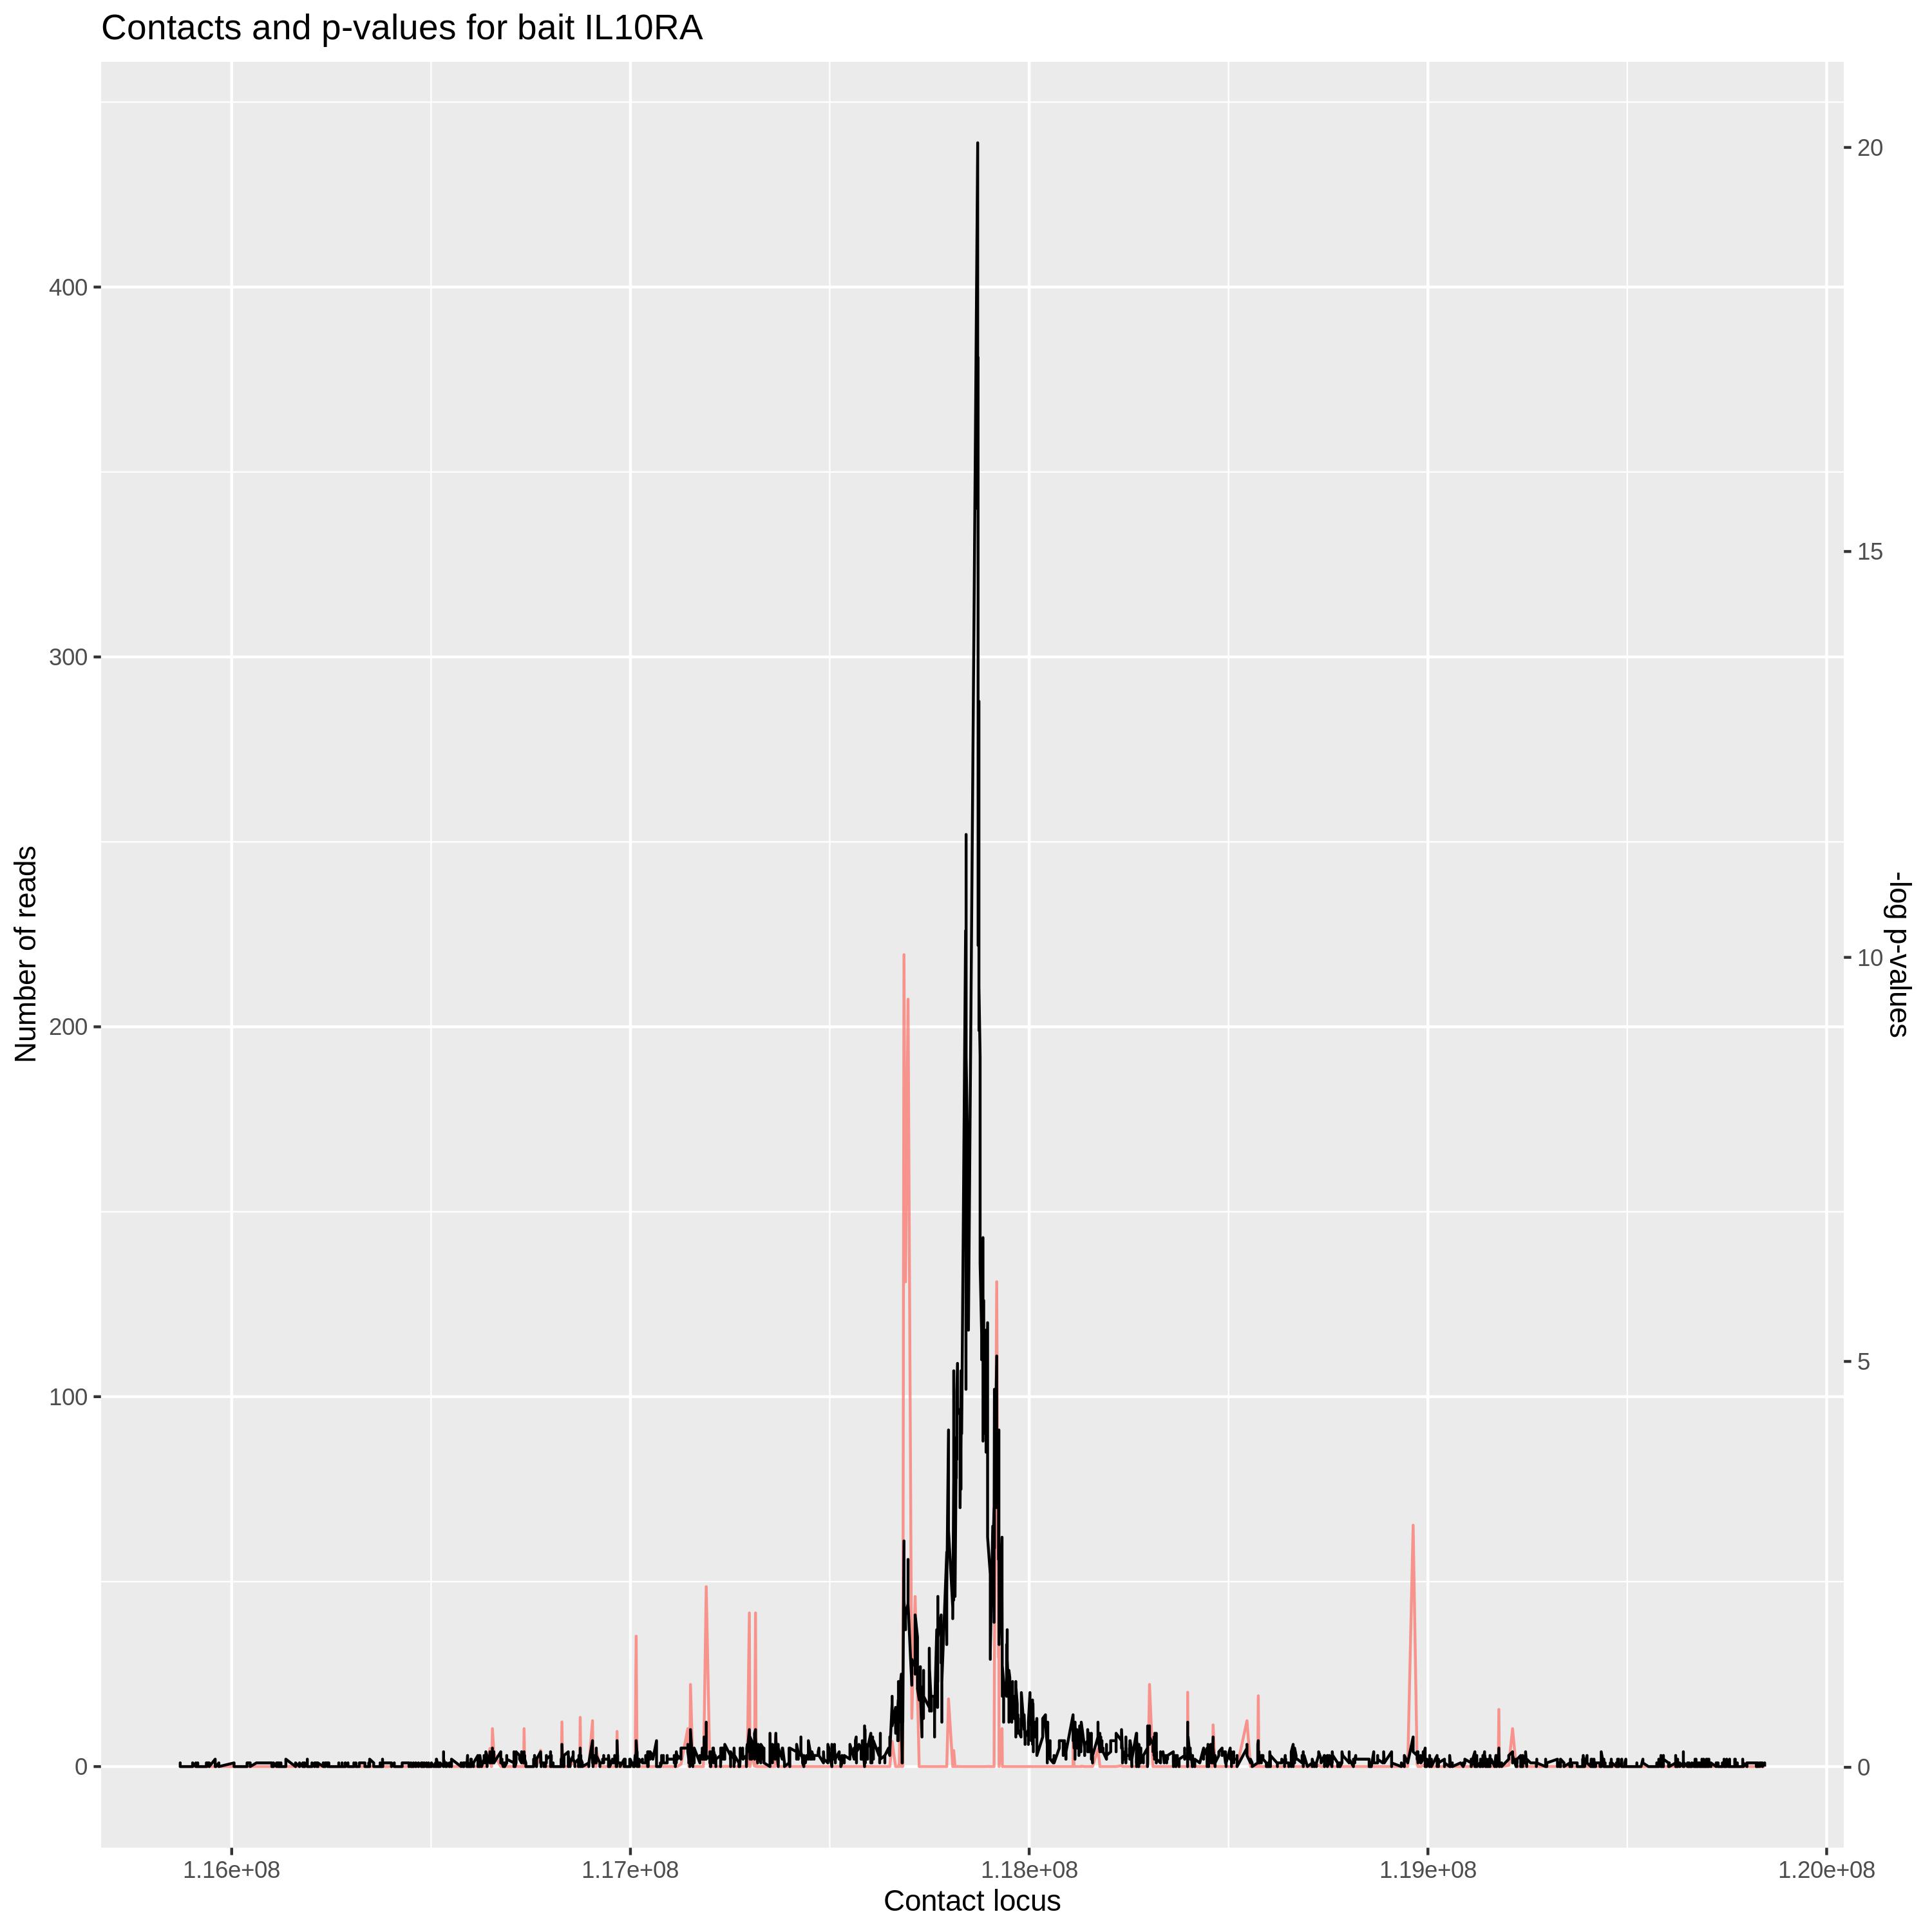 Contacts and p-values for bait IL10RA
Number of reads
400
300
200
100
0
20
15
10
5
0
-log p-values
1.16e+08
1.17e+08
1.18e+08
1.19e+08
1.20e+08
Contact locus